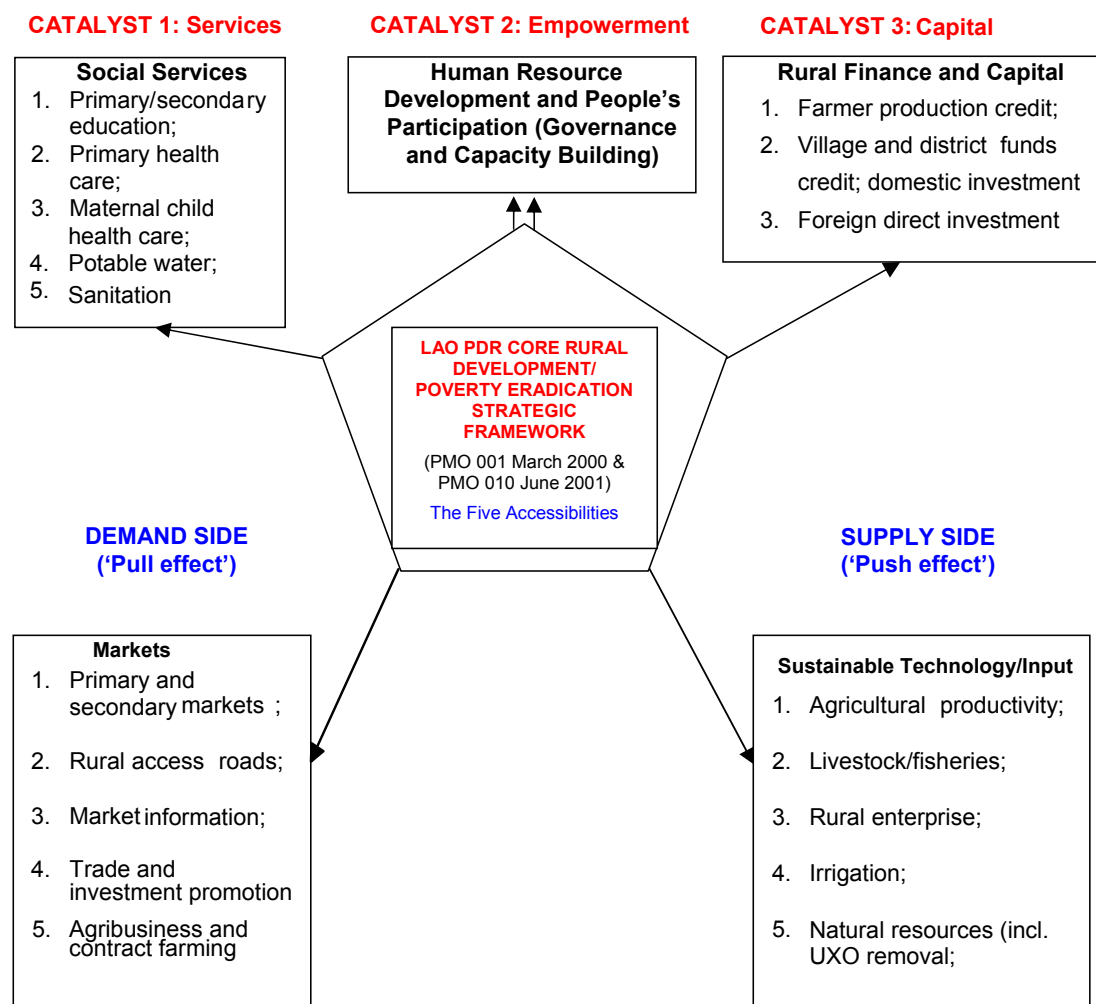 CATALYST 1: Services
CATALYST 2: Empowerment
CATALYST 3: Capital
Social Services
1. Primary/secondary
education;
2. Primary health
care;
3. Maternal child
health care;
4. Potable water;
5. Sanitation
Human Resource
Development and People's
Participation (Governance
and Capacity Building)
Rural Finance and Capital
1. Farmer production credit;
2. Village and district funds
credit; domestic investment
3. Foreign direct investment
LAO PDR CORE RURAL
DEVELOPMENT/
POVERTY ERADICATION
STRATEGIC
FRAMEWORK
(PMO 001 March 2000 &
PMO 010 June 2001)
The Five Accessibilities
DEMAND SIDE
('Pull effect')
SUPPLY SIDE
('Push effect')
Markets
1. Primary and
secondary markets ;
2. Rural access roads;
3. Market information;
4. Trade and
investment promotion
5. Agribusiness and
contract farming
Sustainable Technology/Input
1. Agricultural productivity;
2. Livestock/fisheries;
3. Rural enterprise;
4. Irrigation;
5. Natural resources (incl.
UXO removal;